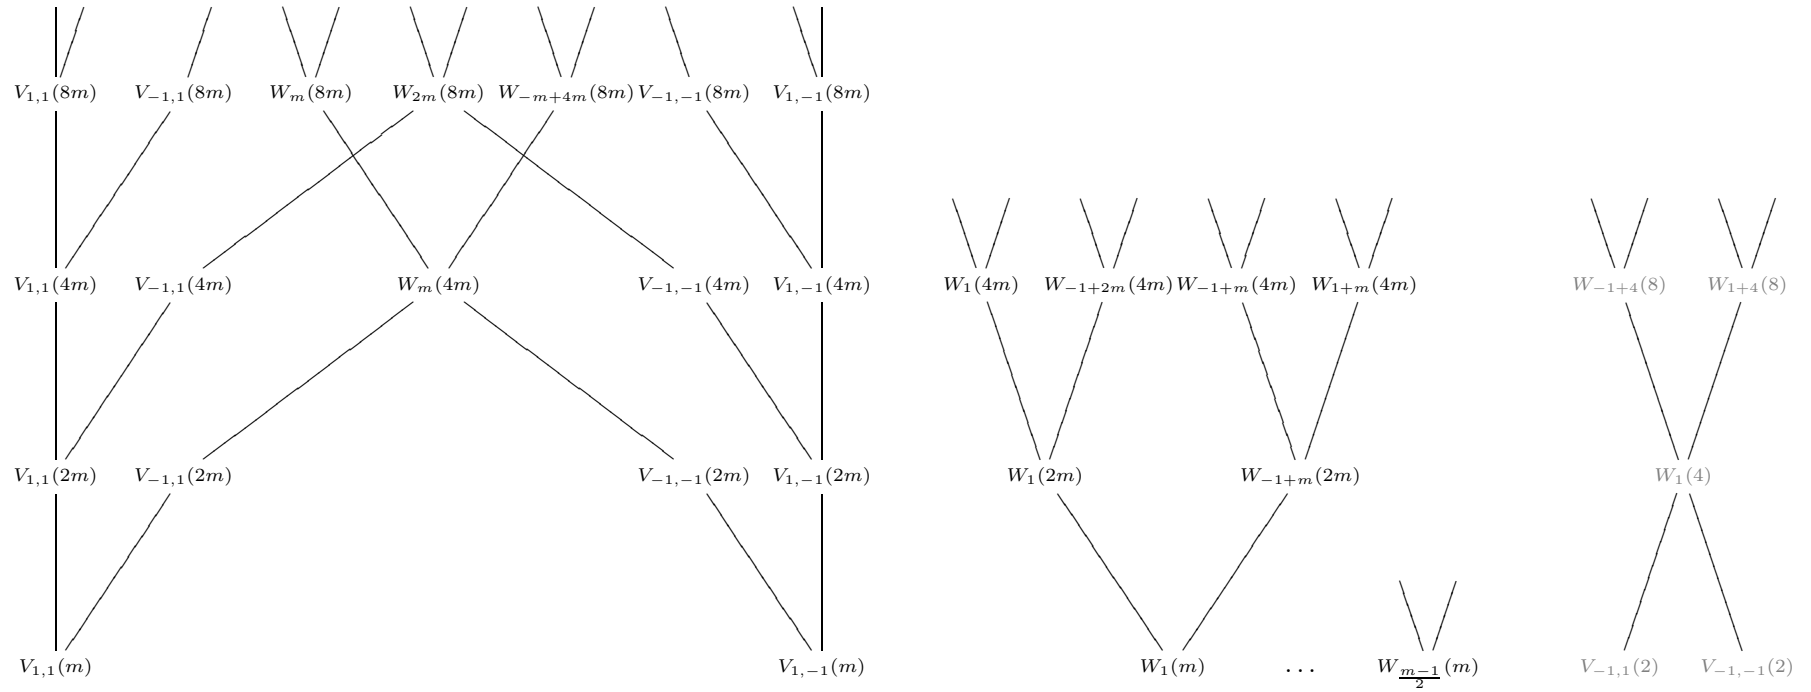 V_{1,1}(8m) V_{-1,1}(8m) W_m(8m) W_{2m}(8m) W_{-m+4m}(8m) V_{-1,-1}(8m) V_{1,-1}(8m)
V_{1,1}(4m) V_{-1,1}(4m) W_m(4m) V_{-1,-1}(4m) V_{1,-1}(4m) W_1(4m) W_{-1+2m}(4m) W_{-1+m}(4m) W_{1+m}(4m) W_{-1+4}(8) W_{1+4}(8)
V_{1,1}(2m) V_{-1,1}(2m) V_{-1,-1}(2m) V_{1,-1}(2m) W_1(2m) W_{-1+m}(2m) W_1(4)
V_{1,1}(m) V_{1,-1}(m) W_1(m) ... W_{\frac{m-1}{2}}(m) V_{-1,1}(2) V_{-1,-1}(2)